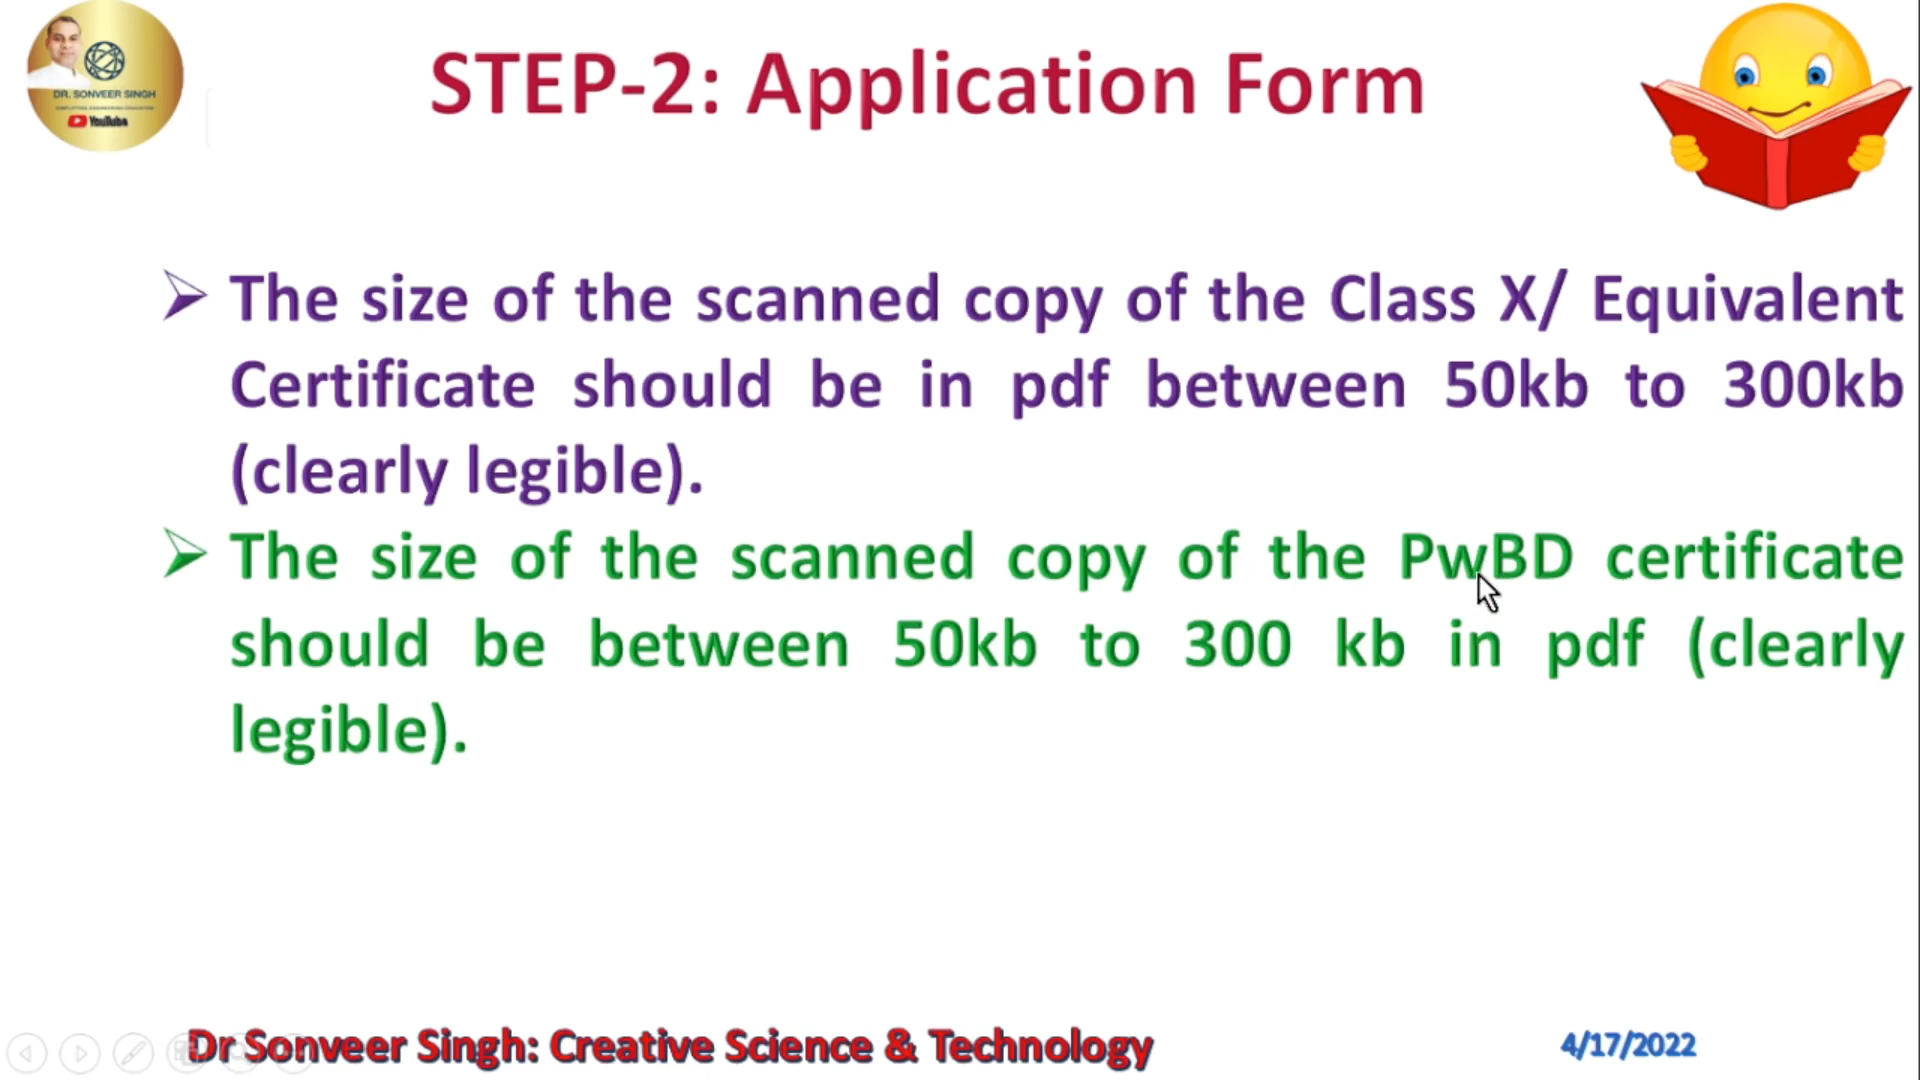 DR. SONVEER SINGH
YouTube
STEP-2: Application Form
The size of the scanned copy of the Class X/ Equivalent
Certificate should be in pdf between 50kb to 300kb
(clearly legible).
The size of the scanned copy of the PwBD certificate
should be between 50kb to 300 kb in pdf (clearly
legible).
Dr Sonveer Singh: Creative Science & Technology
4/17/2022